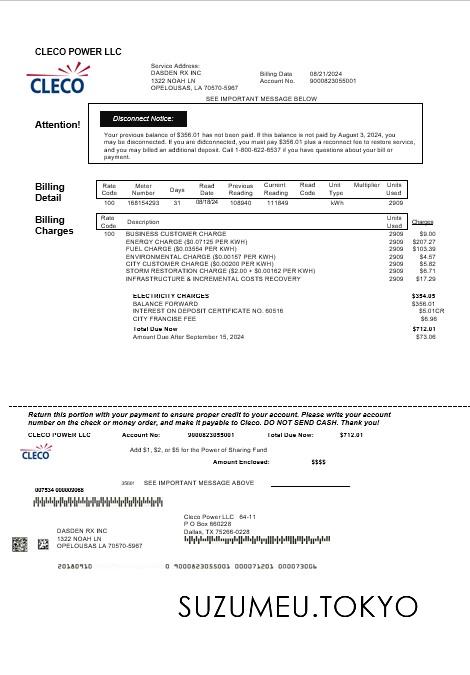 CLECO POWER LLC
CLECO
Service Address:
DASDEN RX INC
1322 NOAH LN
OPELOUSAS, LA 70570-5967
Billing Date 08/21/2024
Account No. 9000823055001
SEE IMPORTANT MESSAGE BELOW
Attention!
Disconnect Notice:
Your previous balance of $356.01 has not been paid. If this balance is not paid by August 3, 2024, you
may be disconnected. If you are didconnected, you must pay $356.01 plus a reconnect fee to restore service,
and you may billed an additional deposit. Call 1-800-622-6537 if you have questions about your bill or
payment.
Billing
Detail
Rate Code Meter Number Days Read Date Previous Reading Current Reading Read Code Unit Type Multiplier Units Used
100 168154293 31 08/18/24 108940 111849 kWh 2909
Billing
Charges
Rate Code Description Units Used Charges
100 BUSINESS CUSTOMER CHARGE 2909 $9.00
ENERGY CHARGE ($0.07125 PER KWH) 2909 $207.27
FUEL CHARGE ($0.03554 PER KWH) 2909 $103.39
ENVIRONMENTAL CHARGE ($0.00157 PER KWH) 2909 $4.57
CITY CUSTOMER CHARGE ($0.00200 PER KWH) 2909 $5.82
STORM RESTORATION CHARGE ($2.00 + $0.00162 PER KWH) 2909 $6.71
INFRASTRUCTURE & INCREMENTAL COSTS RECOVERY 2909 $17.29
ELECTRICITY CHARGES $354.05
BALANCE FORWARD $356.01
INTEREST ON DEPOSIT CERTIFICATE NO. 60516 $5.01CR
CITY FRANCISE FEE $6.96
Total Due Now $712.01
Amount Due After September 15, 2024 $73.06
Return this portion with your payment to ensure proper credit to your account. Please write your account
number on the check or money order, and make it payable to Cleco. DO NOT SEND CASH. Thank you!
CLECO POWER LLC Account No: 9000823055001 Total Due Now: $712.01
CLECO
Add $1, $2, or $5 for the Power of Sharing Fund
Amount Enclosed: $$$$
35001 SEE IMPORTANT MESSAGE ABOVE
007534 000009088
Cleco Power LLC 64-11
P O Box 660228
Dallas, TX 75266-0228
DASDEN RX INC
1322 NOAH LN
OPELOUSAS LA 70570-5967
20180910 0 9000823055001 000071201 000073006
SUZUMEU.TOKYO